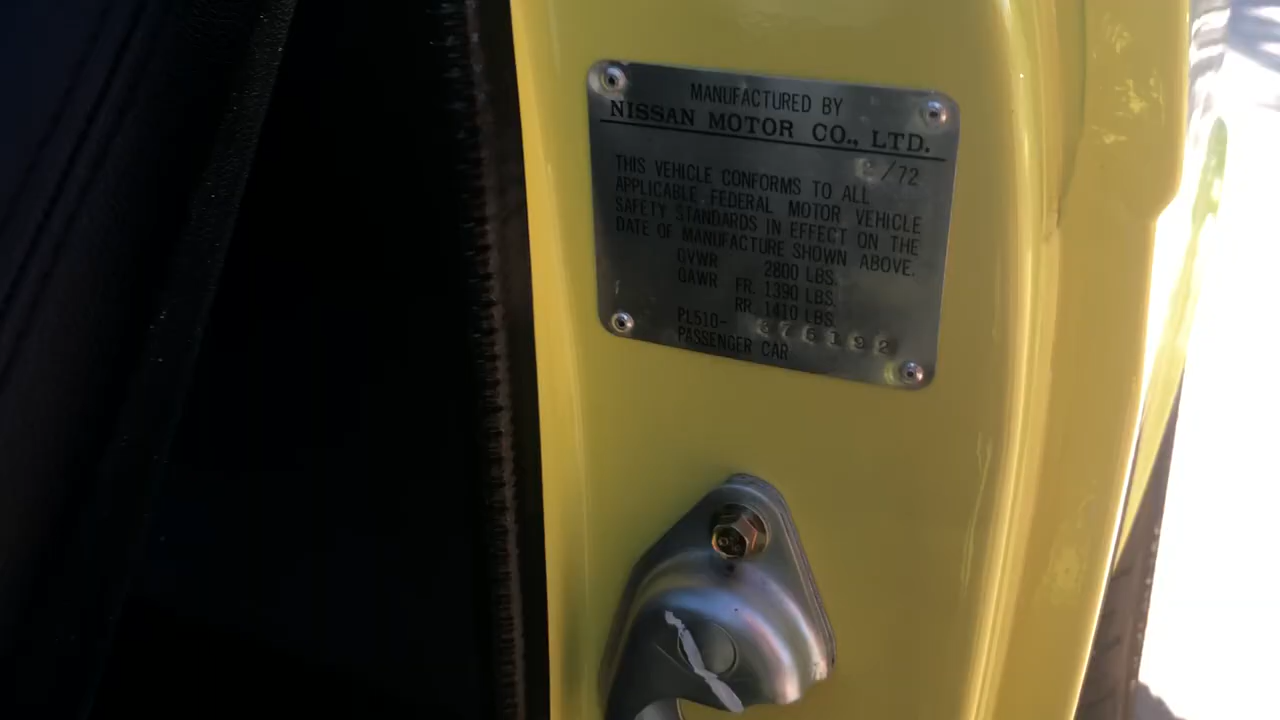 MANUFACTURED BY
NISSAN MOTOR CO., LTD.
/72
THIS VEHICLE CONFORMS TO ALL
APPLICABLE FEDERAL MOTOR VEHICLE
SAFETY STANDARDS IN EFFECT ON THE
DATE OF MANUFACTURE SHOWN ABOVE.
GVWR 2800 LBS.
GAWR FR. 1390 LBS.
RR. 1410 LBS.
PL510-
PASSENGER CAR